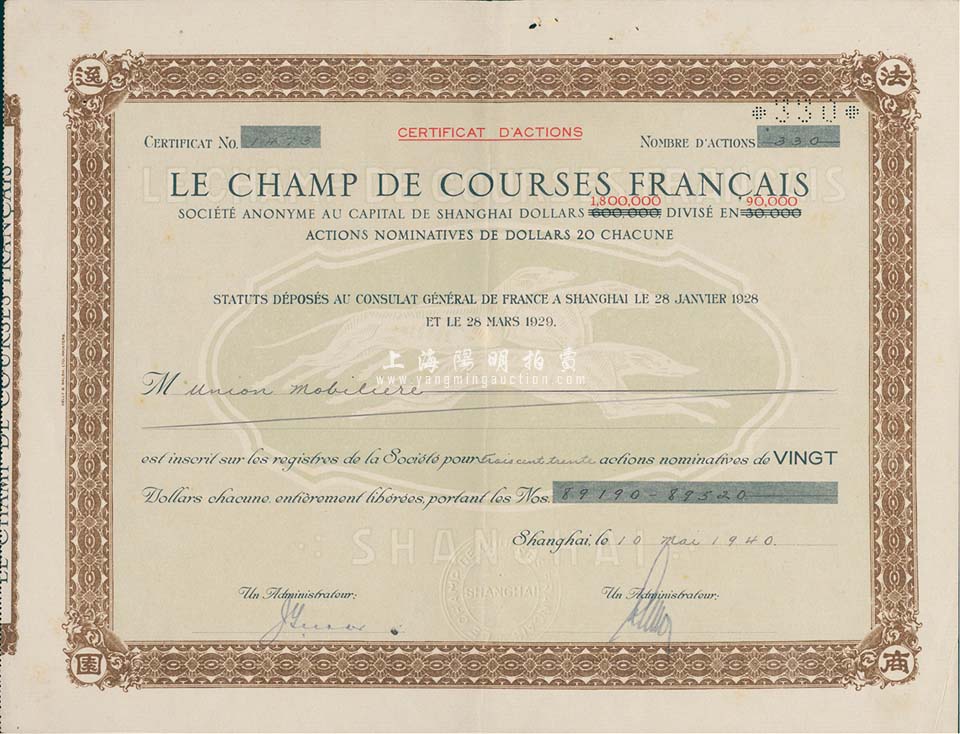 逸 法
*330*
CERTIFICAT NO. 1473 CERTIFICAT D'ACTIONS NOMBRE D'ACTIONS 330
LE CHAMP DE COURSES FRANÇAIS
1,800,000 90,000
SOCIÉTÉ ANONYME AU CAPITAL DE SHANGHAI DOLLARS 600.000, DIVISÉ EN 30.000
ACTIONS NOMINATIVES DE DOLLARS 20 CHACUNE
STATUTS DÉPOSÉS AU CONSULAT GÉNÉRAL DE FRANCE A SHANGHAI LE 28 JANVIER 1928
ET LE 28 MARS 1929.
上海陽明拍賣
www.yangmingauction.com
M Union Mobiliere
est inscrit sur les registres de la Société pour trois cent trente actions nominatives de VINGT
Dollars chacune, entièrement libérées, portant les Nos. 89190-89520
Shanghai, le 10 Mai 1940.
SHANGHAI
SHANGHAI
Un Administrateur: Un Administrateur:
園 商
LE CHAMP DE COURSES FRANÇAIS